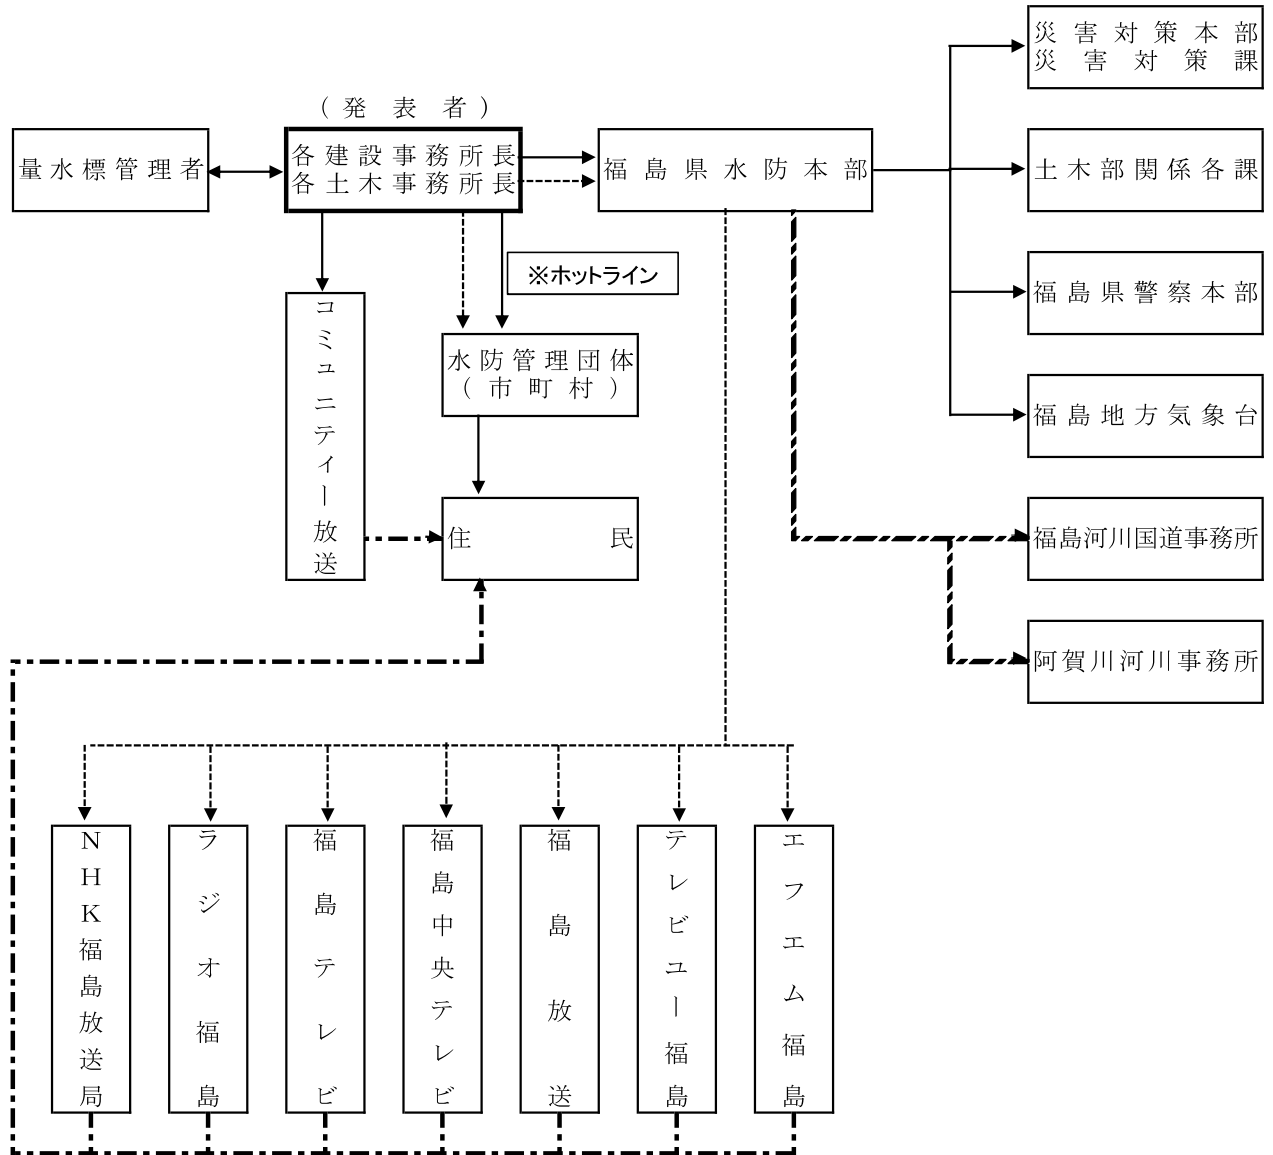 災害対策本部
災害対策課
（発表者）
量水標管理者
各建設事務所長
各土木事務所長
福島県水防本部
土木部関係各課
※ホットライン
福島県警察本部
コミュニティー放送
水防管理団体
（市町村）
福島地方気象台
住民
福島河川国道事務所
阿賀川河川事務所
NHK福島放送局
ラジオ福島
福島テレビ
福島中央テレビ
福島放送
テレビユー福島
エフエム福島